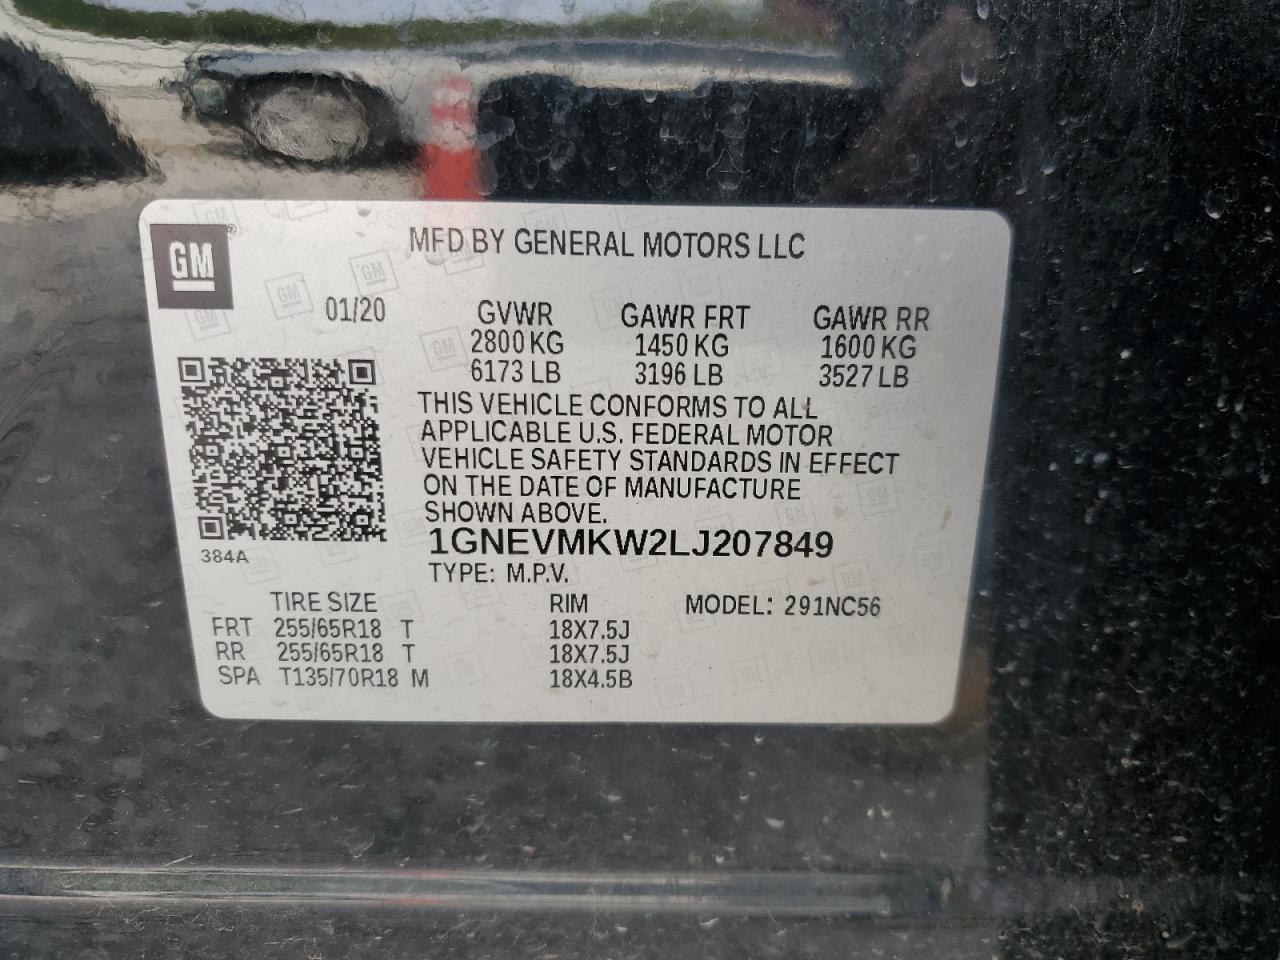 GM®
MFD BY GENERAL MOTORS LLC
01/20
GVWR GAWR FRT GAWR RR
2800 KG 1450 KG 1600 KG
6173 LB 3196 LB 3527 LB
THIS VEHICLE CONFORMS TO ALL
APPLICABLE U.S. FEDERAL MOTOR
VEHICLE SAFETY STANDARDS IN EFFECT
ON THE DATE OF MANUFACTURE
SHOWN ABOVE.
384A
1GNEVMKW2LJ207849
TYPE: M.P.V.
TIRE SIZE RIM MODEL: 291NC56
FRT 255/65R18 T 18X7.5J
RR 255/65R18 T 18X7.5J
SPA T135/70R18 M 18X4.5B